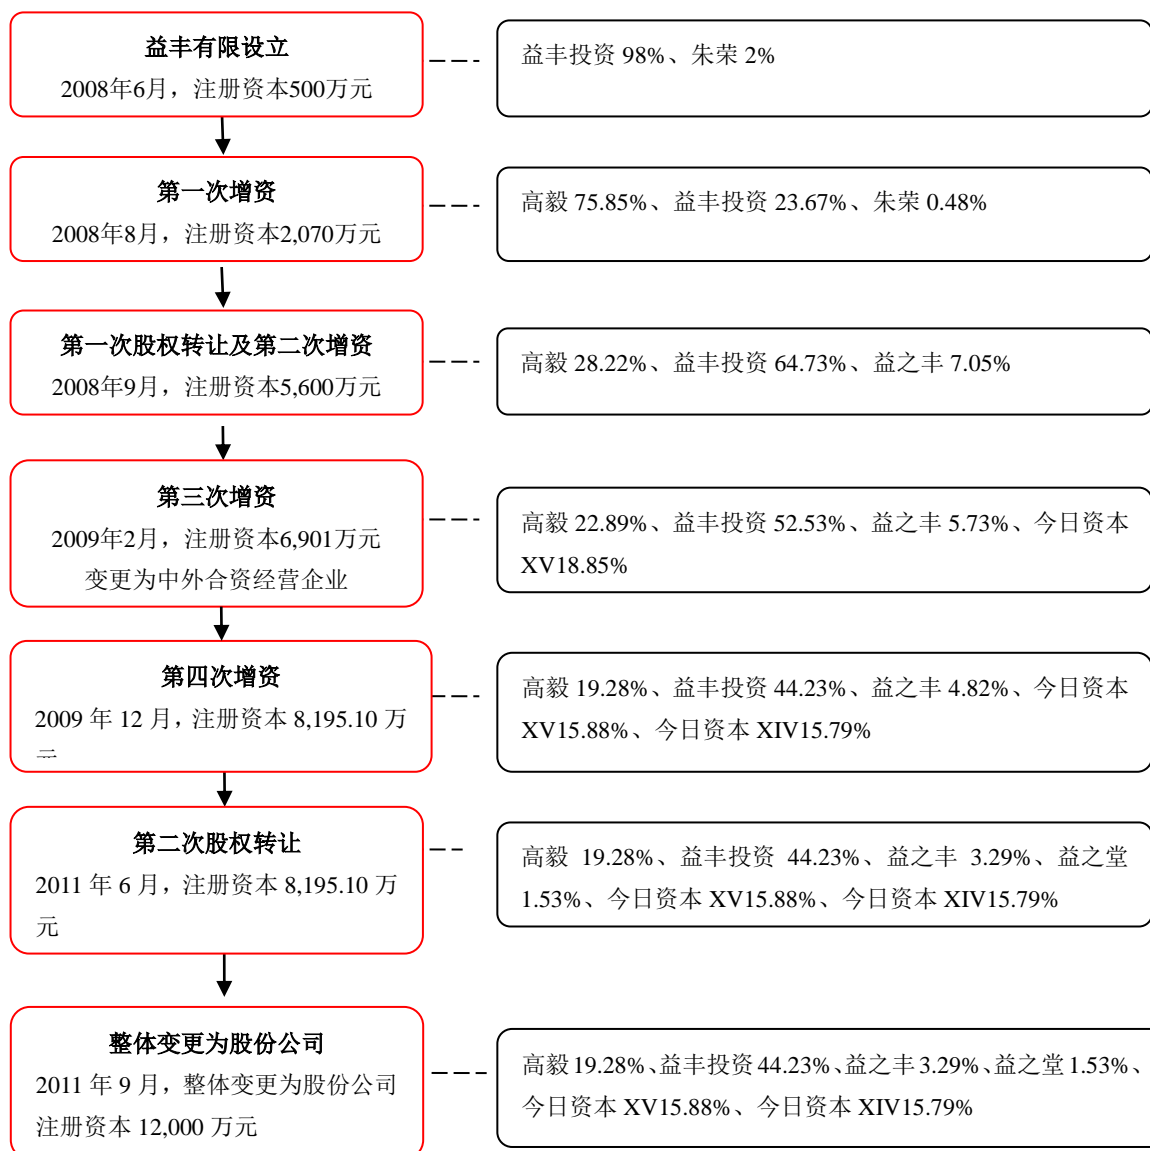 益丰有限设立
2008年6月，注册资本500万元
益丰投资 98%、朱荣 2%
第一次增资
2008年8月，注册资本2,070万元
高毅 75.85%、益丰投资 23.67%、朱荣 0.48%
第一次股权转让及第二次增资
2008年9月，注册资本5,600万元
高毅 28.22%、益丰投资 64.73%、益之丰 7.05%
第三次增资
2009年2月，注册资本6,901万元
变更为中外合资经营企业
高毅 22.89%、益丰投资 52.53%、益之丰 5.73%、今日资本
XV18.85%
第四次增资
2009 年 12 月，注册资本 8,195.10 万
元
高毅 19.28%、益丰投资 44.23%、益之丰 4.82%、今日资本
XV15.88%、今日资本 XIV15.79%
第二次股权转让
2011 年 6 月，注册资本 8,195.10 万
元
高毅 19.28%、益丰投资 44.23%、益之丰 3.29%、益之堂
1.53%、今日资本 XV15.88%、今日资本 XIV15.79%
整体变更为股份公司
2011 年 9 月，整体变更为股份公司
注册资本 12,000 万元
高毅 19.28%、益丰投资 44.23%、益之丰 3.29%、益之堂 1.53%、
今日资本 XV15.88%、今日资本 XIV15.79%